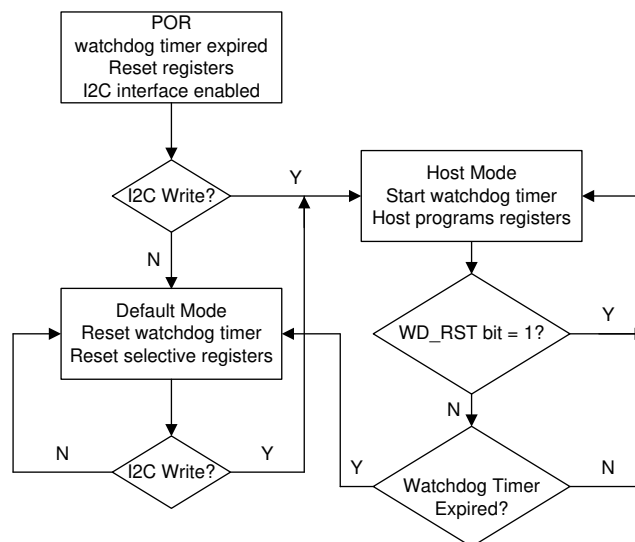 POR
watchdog timer expired
Reset registers
I2C interface enabled
I2C Write?
Y
N
Host Mode
Start watchdog timer
Host programs registers
Default Mode
Reset watchdog timer
Reset selective registers
WD_RST bit = 1?
Y
N
I2C Write?
N
Y
Watchdog Timer
Expired?
Y
N